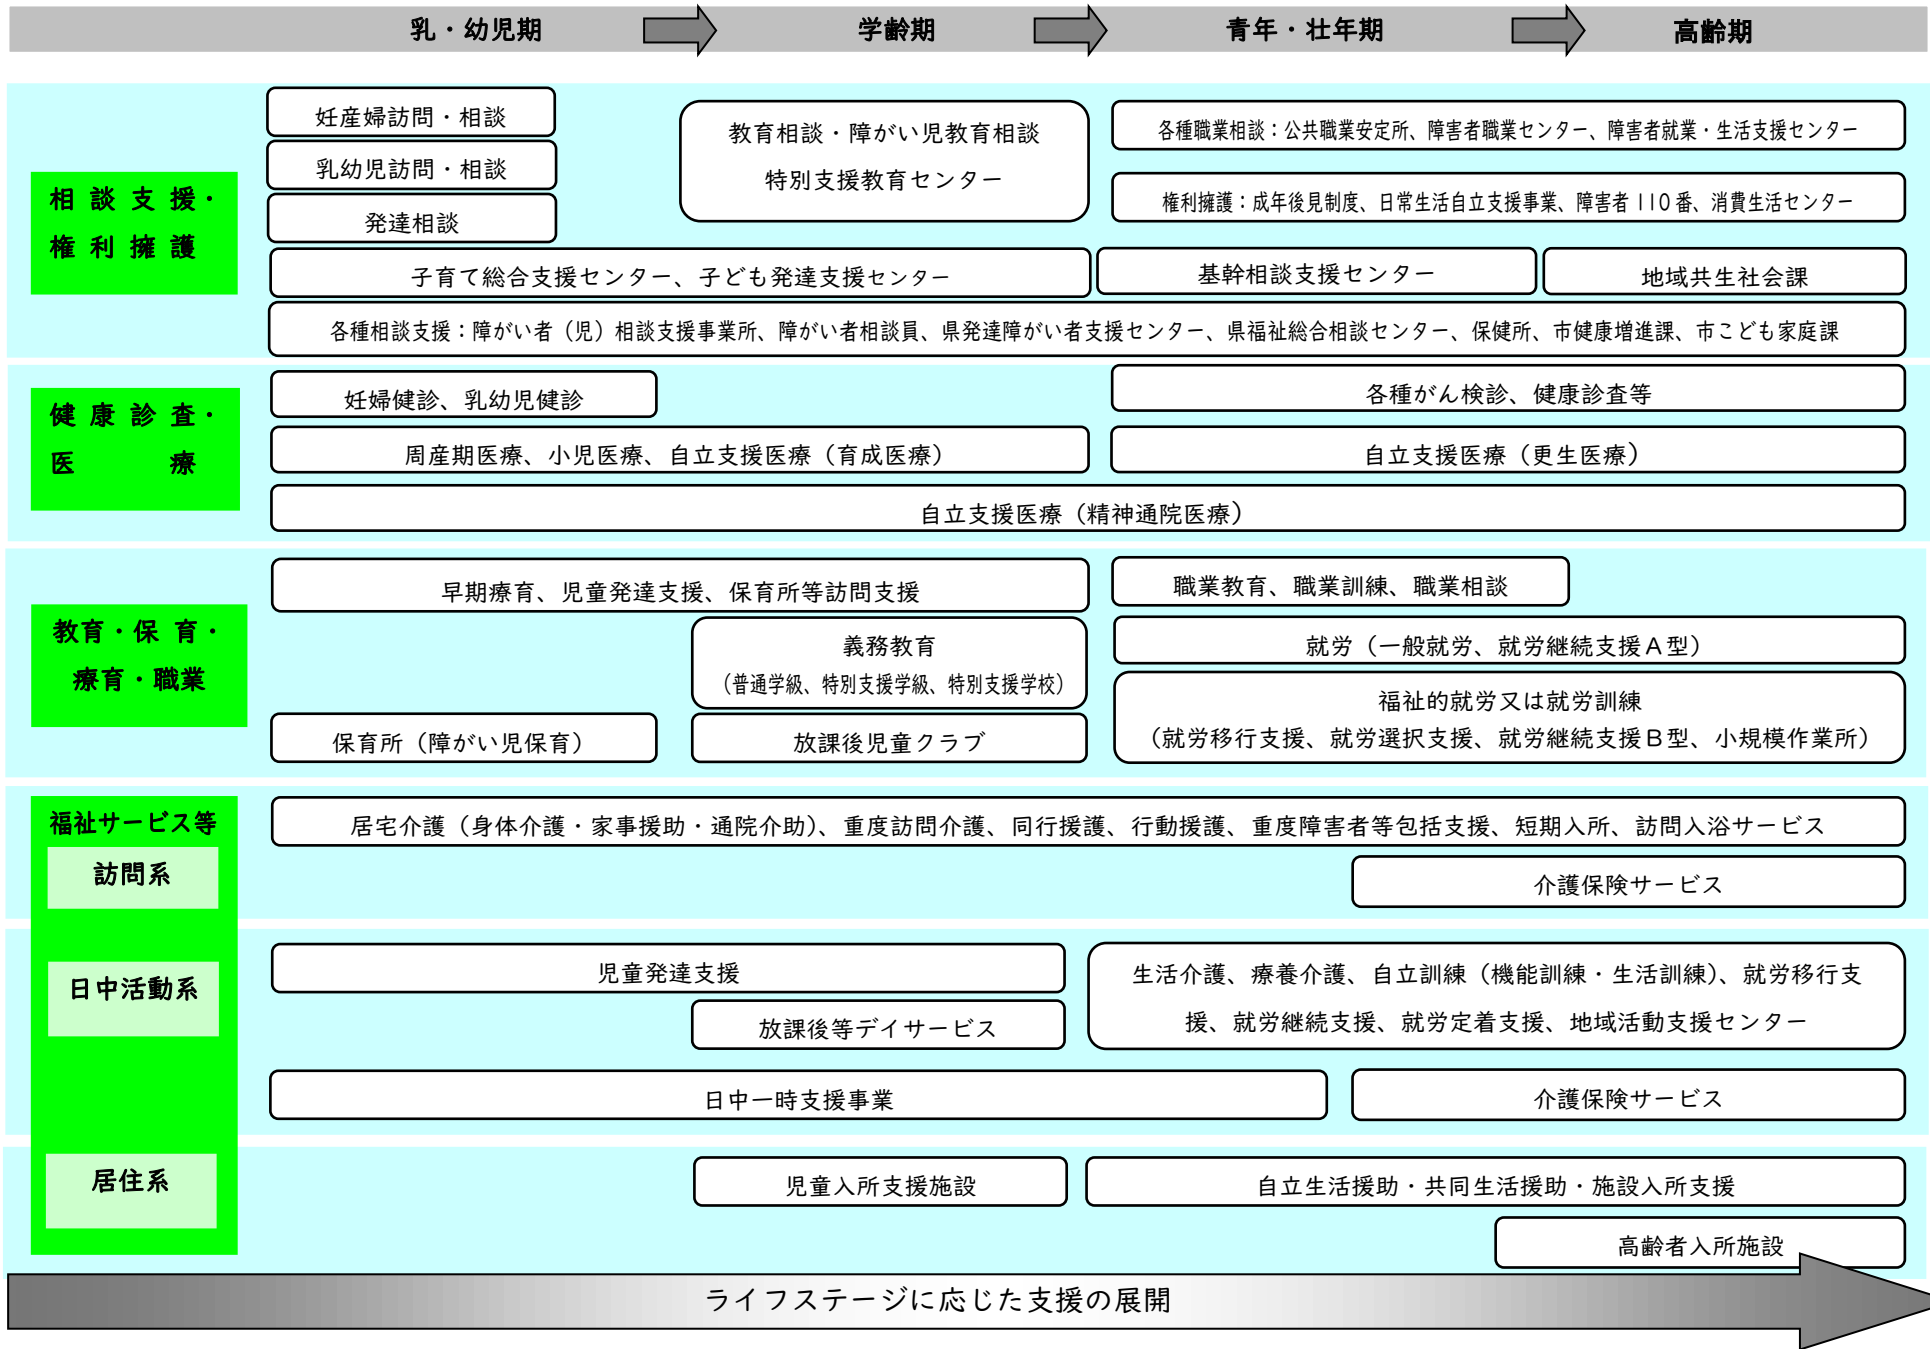 乳・幼児期
学齢期
青年・壮年期
高齢期
相談支援・
権利擁護
妊産婦訪問・相談
乳幼児訪問・相談
発達相談
教育相談・障がい児教育相談
特別支援教育センター
各種職業相談：公共職業安定所、障害者職業センター、障害者就業・生活支援センター
権利擁護：成年後見制度、日常生活自立支援事業、障害者110番、消費生活センター
子育て総合支援センター、子ども発達支援センター
基幹相談支援センター
地域共生社会課
各種相談支援：障がい者（児）相談支援事業所、障がい者相談員、県発達障がい者支援センター、県福祉総合相談センター、保健所、市健康増進課、市こども家庭課
健康診査・
医療
妊婦健診、乳幼児健診
各種がん検診、健康診査等
周産期医療、小児医療、自立支援医療（育成医療）
自立支援医療（更生医療）
自立支援医療（精神通院医療）
教育・保育・
療育・職業
早期療育、児童発達支援、保育所等訪問支援
職業教育、職業訓練、職業相談
義務教育
（普通学級、特別支援学級、特別支援学校）
就労（一般就労、就労継続支援A型）
福祉的就労又は就労訓練
（就労移行支援、就労選択支援、就労継続支援B型、小規模作業所）
保育所（障がい児保育）
放課後児童クラブ
福祉サービス等
訪問系
居宅介護（身体介護・家事援助・通院介助）、重度訪問介護、同行援護、行動援護、重度障害者等包括支援、短期入所、訪問入浴サービス
介護保険サービス
日中活動系
児童発達支援
放課後等デイサービス
生活介護、療養介護、自立訓練（機能訓練・生活訓練）、就労移行支
援、就労継続支援、就労定着支援、地域活動支援センター
日中一時支援事業
介護保険サービス
居住系
児童入所支援施設
自立生活援助・共同生活援助・施設入所支援
高齢者入所施設
ライフステージに応じた支援の展開